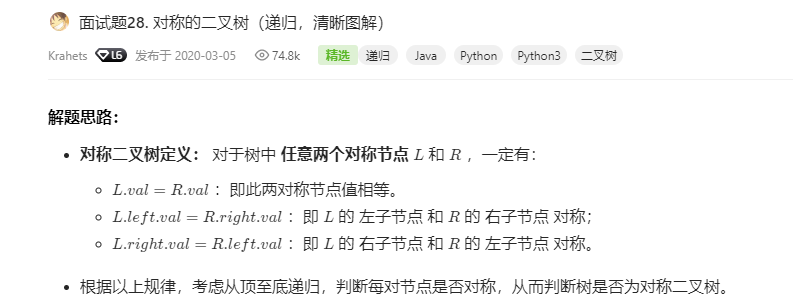 面试题28. 对称的二叉树（递归，清晰图解）
Krahets L6 发布于 2020-03-05 74.8k 精选 递归 Java Python Python3 二叉树
解题思路：
• 对称二叉树定义： 对于树中 任意两个对称节点 L 和 R ，一定有：
◦ L.val = R.val ：即此两对称节点值相等。
◦ L.left.val = R.right.val ：即 L 的 左子节点 和 R 的 右子节点 对称；
◦ L.right.val = R.left.val ：即 L 的 右子节点 和 R 的 左子节点 对称。
• 根据以上规律，考虑从顶至底递归，判断每对节点是否对称，从而判断树是否为对称二叉树。